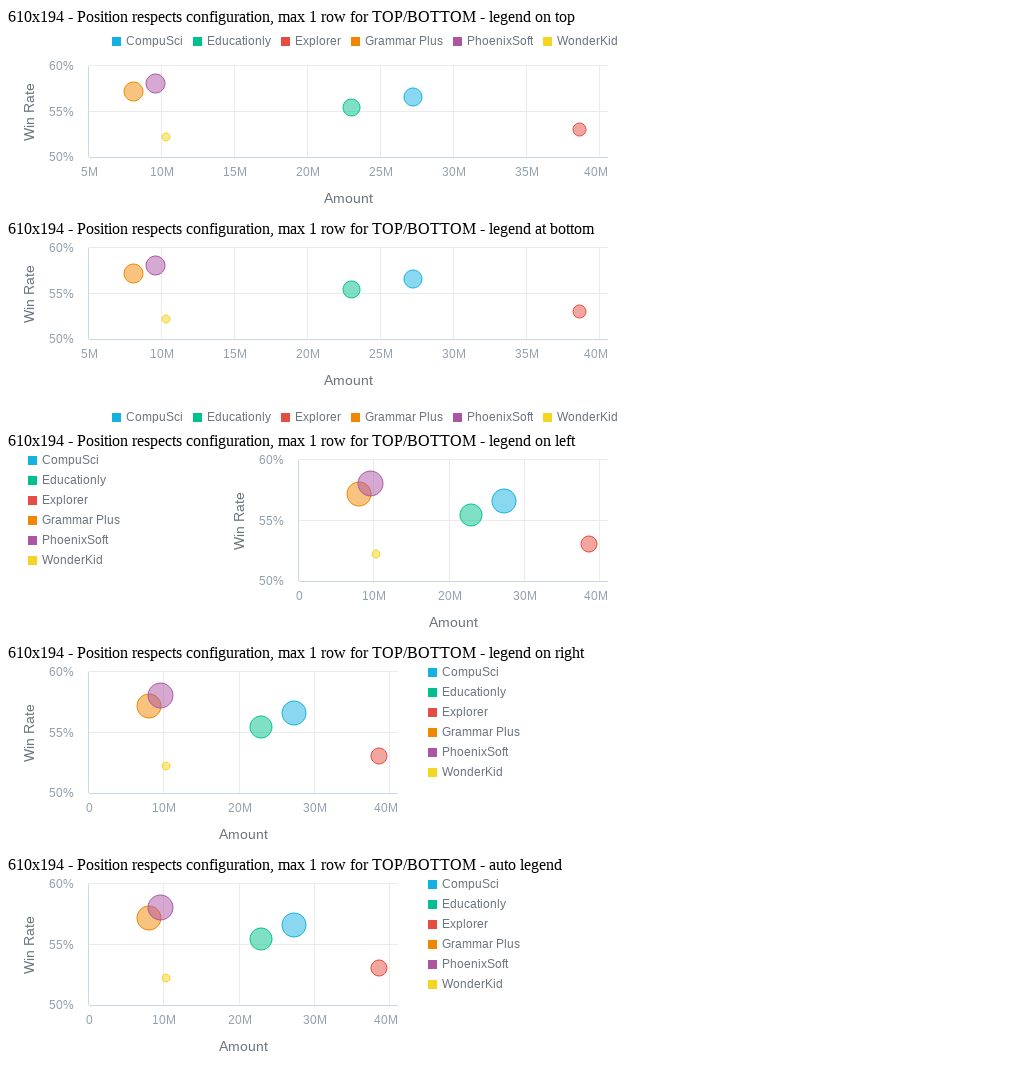 610x194 - Position respects configuration, max 1 row for TOP/BOTTOM - legend on top
CompuSci Educationly Explorer Grammar Plus PhoenixSoft WonderKid
60%
55%
50%
Win Rate
5M 10M 15M 20M 25M 30M 35M 40M
Amount
610x194 - Position respects configuration, max 1 row for TOP/BOTTOM - legend at bottom
60%
55%
50%
Win Rate
5M 10M 15M 20M 25M 30M 35M 40M
Amount
CompuSci Educationly Explorer Grammar Plus PhoenixSoft WonderKid
610x194 - Position respects configuration, max 1 row for TOP/BOTTOM - legend on left
CompuSci
Educationly
Explorer
Grammar Plus
PhoenixSoft
WonderKid
60%
55%
50%
Win Rate
0 10M 20M 30M 40M
Amount
610x194 - Position respects configuration, max 1 row for TOP/BOTTOM - legend on right
60%
55%
50%
Win Rate
0 10M 20M 30M 40M
Amount
CompuSci
Educationly
Explorer
Grammar Plus
PhoenixSoft
WonderKid
610x194 - Position respects configuration, max 1 row for TOP/BOTTOM - auto legend
60%
55%
50%
Win Rate
0 10M 20M 30M 40M
Amount
CompuSci
Educationly
Explorer
Grammar Plus
PhoenixSoft
WonderKid